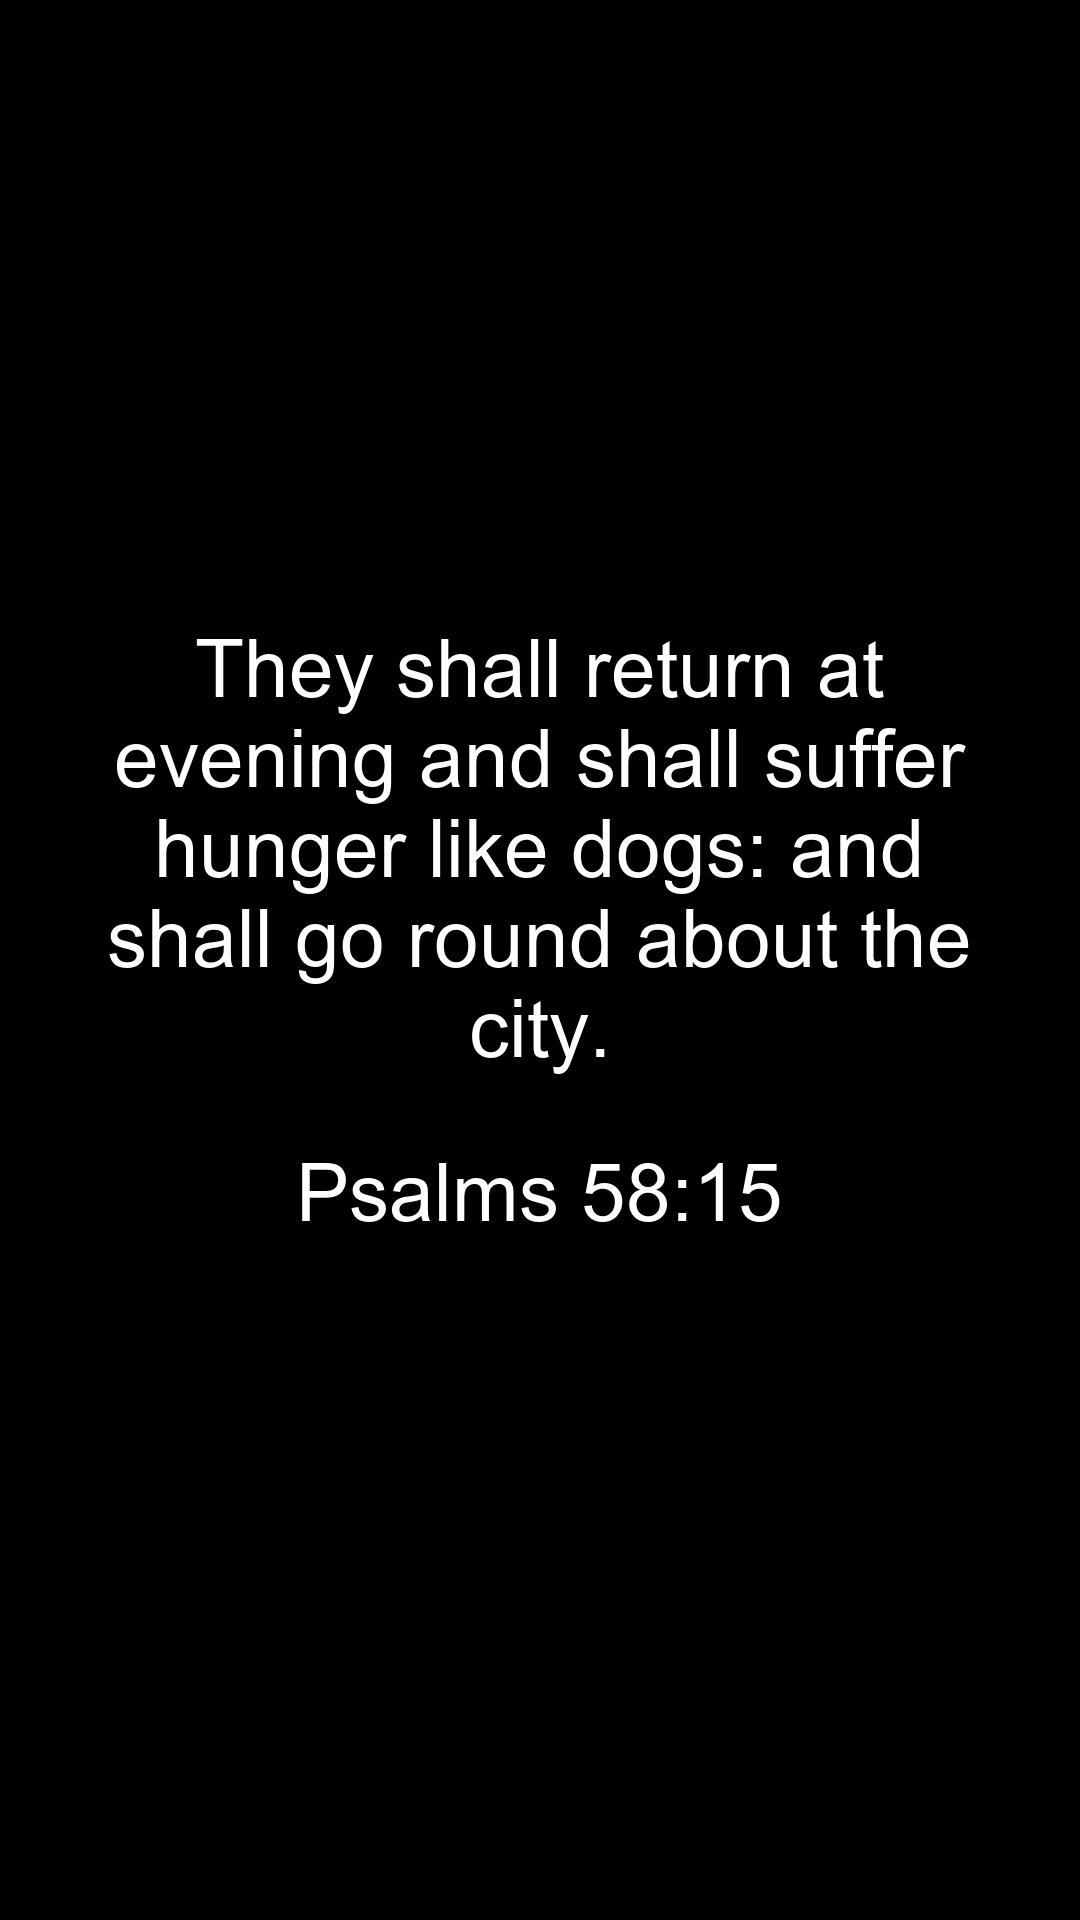 They shall return at
evening and shall suffer
hunger like dogs: and
shall go round about the
city.
Psalms 58:15